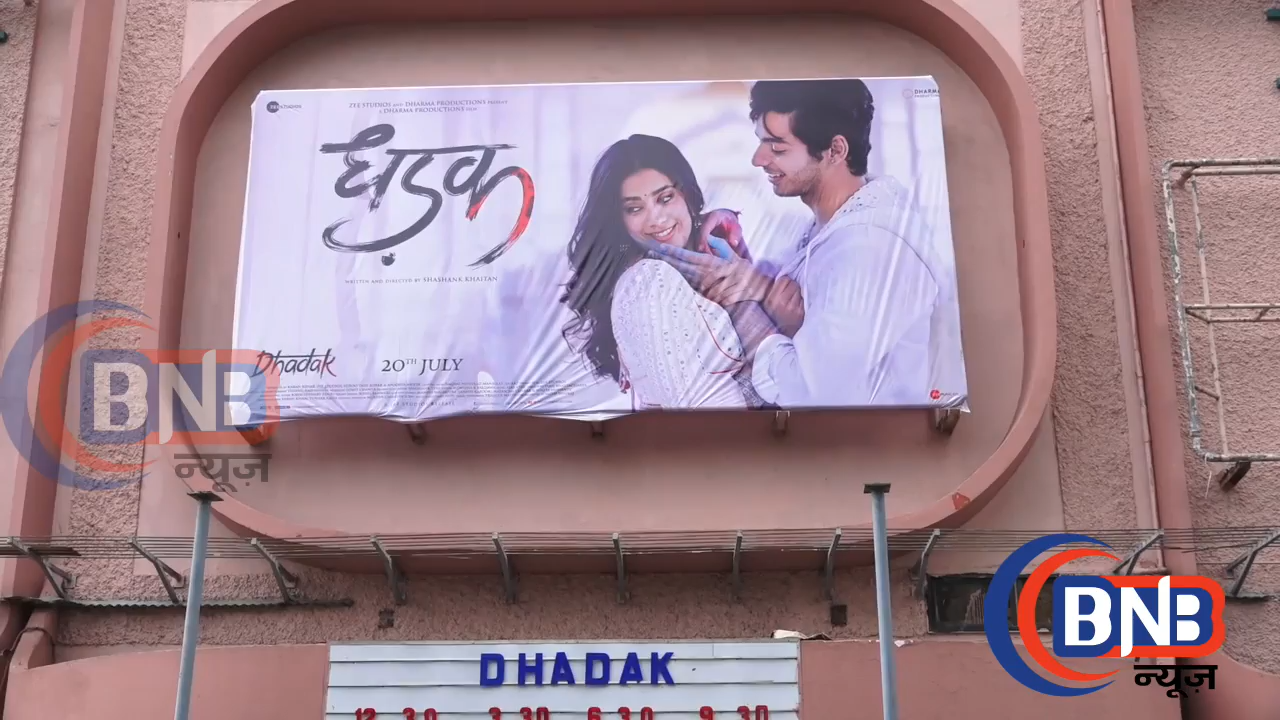 ZEE STUDIOS AND DHARMA PRODUCTIONS PRESENT
A DHARMA PRODUCTIONS FILM
DHARMA
धड़क
WRITTEN AND DIRECTED BY SHASHANK KHAITAN
Dhadak 20TH JULY
BNB
न्यूज़
DHADAK
12 30 3 30 6 30 9 30
BNB
न्यूज़